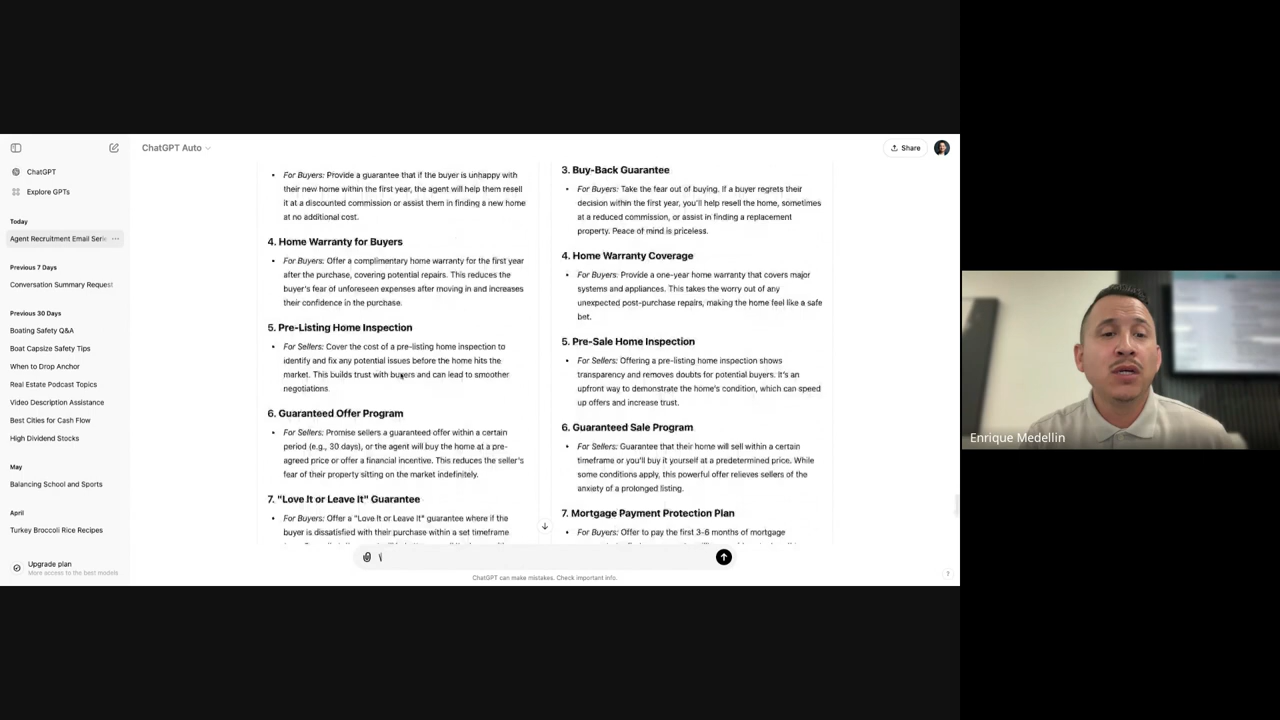 ChatGPT Auto
Share
ChatGPT
Explore GPTs
Today
Agent Recruitment Email Serie
Previous 7 Days
Conversation Summary Request
Previous 30 Days
Boating Safety Q&A
Boat Capsize Safety Tips
When to Drop Anchor
Real Estate Podcast Topics
Video Description Assistance
Best Cities for Cash Flow
High Dividend Stocks
May
Balancing School and Sports
April
Turkey Broccoli Rice Recipes
Upgrade plan
More access to the best models
For Buyers: Provide a guarantee that if the buyer is unhappy with
their new home within the first year, the agent will help them resell
it at a discounted commission or assist them in finding a new home
at no additional cost.
4. Home Warranty for Buyers
For Buyers: Offer a complimentary home warranty for the first year
after the purchase, covering potential repairs. This reduces the
buyer's fear of unforeseen expenses after moving in and increases
their confidence in the purchase.
5. Pre-Listing Home Inspection
For Sellers: Cover the cost of a pre-listing home inspection to
identify and fix any potential issues before the home hits the
market. This builds trust with buyers and can lead to smoother
negotiations.
6. Guaranteed Offer Program
For Sellers: Promise sellers a guaranteed offer within a certain
period (e.g., 30 days), or the agent will buy the home at a pre-
agreed price or offer a financial incentive. This reduces the seller's
fear of their property sitting on the market indefinitely.
7. "Love It or Leave It" Guarantee
For Buyers: Offer a "Love It or Leave It" guarantee where if the
buyer is dissatisfied with their purchase within a set timeframe
3. Buy-Back Guarantee
For Buyers: Take the fear out of buying. If a buyer regrets their
decision within the first year, you'll help resell the home, sometimes
at a reduced commission, or assist in finding a replacement
property. Peace of mind is priceless.
4. Home Warranty Coverage
For Buyers: Provide a one-year home warranty that covers major
systems and appliances. This takes the worry out of any
unexpected post-purchase repairs, making the home feel like a safe
bet.
5. Pre-Sale Home Inspection
For Sellers: Offering a pre-listing home inspection shows
transparency and removes doubts for potential buyers. It's an
upfront way to demonstrate the home's condition, which can speed
up offers and increase trust.
6. Guaranteed Sale Program
For Sellers: Guarantee that their home will sell within a certain
timeframe or you'll buy it yourself at a predetermined price. While
some conditions apply, this powerful offer relieves sellers of the
anxiety of a prolonged listing.
7. Mortgage Payment Protection Plan
For Buyers: Offer to pay the first 3-6 months of mortgage
\
ChatGPT can make mistakes. Check important info.
?
Enrique Medellin